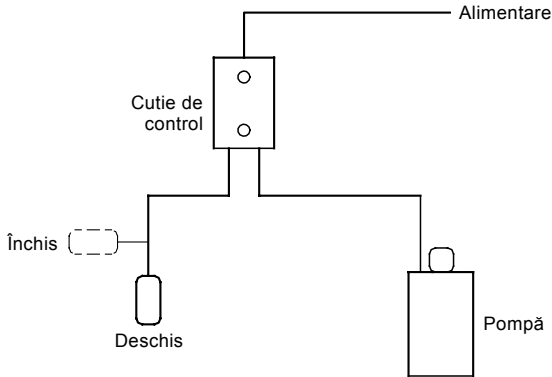 Alimentare
Cutie de
control
Închis
Deschis
Pompă